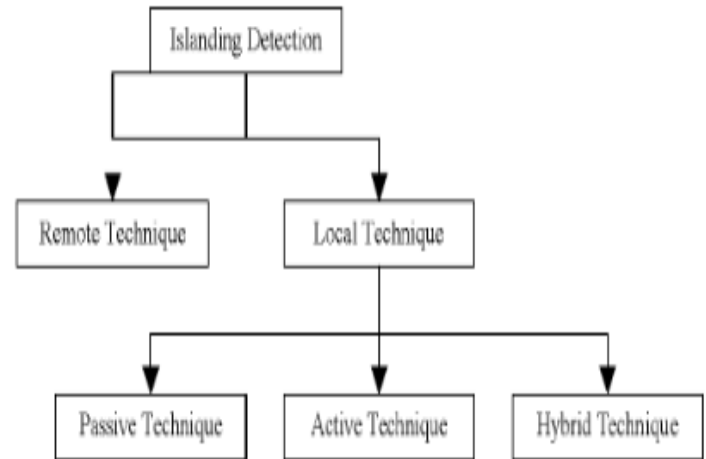 Islanding Detection
Remote Technique
Local Technique
Passive Technique
Active Technique
Hybrid Technique